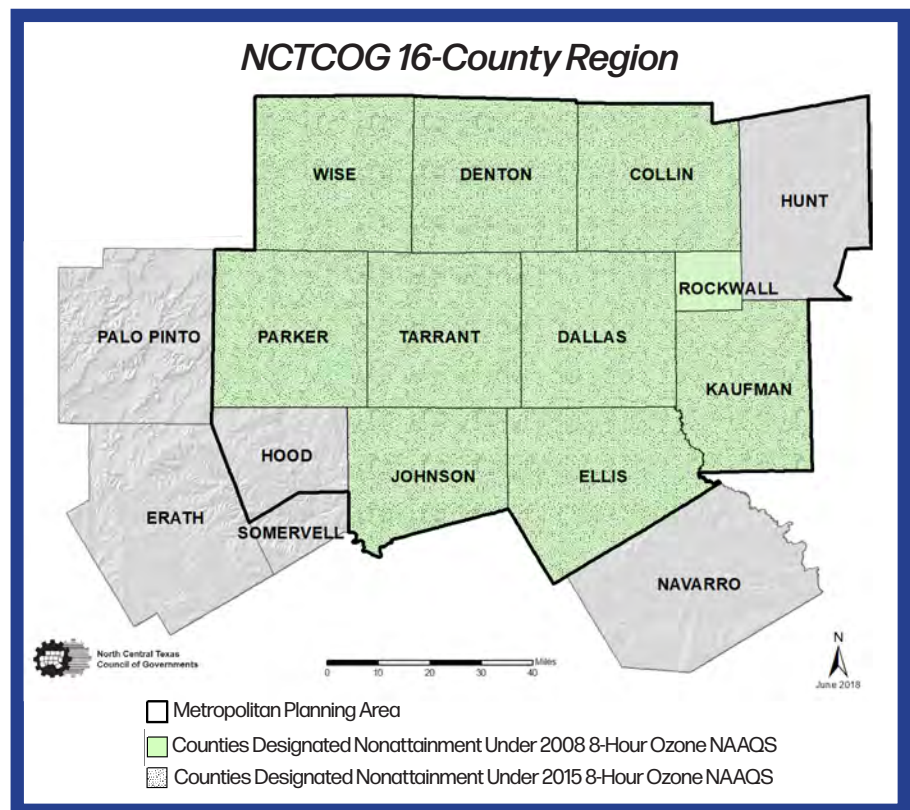 NCTCOG 16-County Region
WISE
DENTON
COLLIN
HUNT
ROCKWALL
PALO PINTO
PARKER
TARRANT
DALLAS
KAUFMAN
HOOD
JOHNSON
ELLIS
ERATH
SOMERVELL
NAVARRO
North Central Texas
Council of Governments
Miles
0 10 20 30 40
N
June 2018
Metropolitan Planning Area
Counties Designated Nonattainment Under 2008 8-Hour Ozone NAAQS
Counties Designated Nonattainment Under 2015 8-Hour Ozone NAAQS